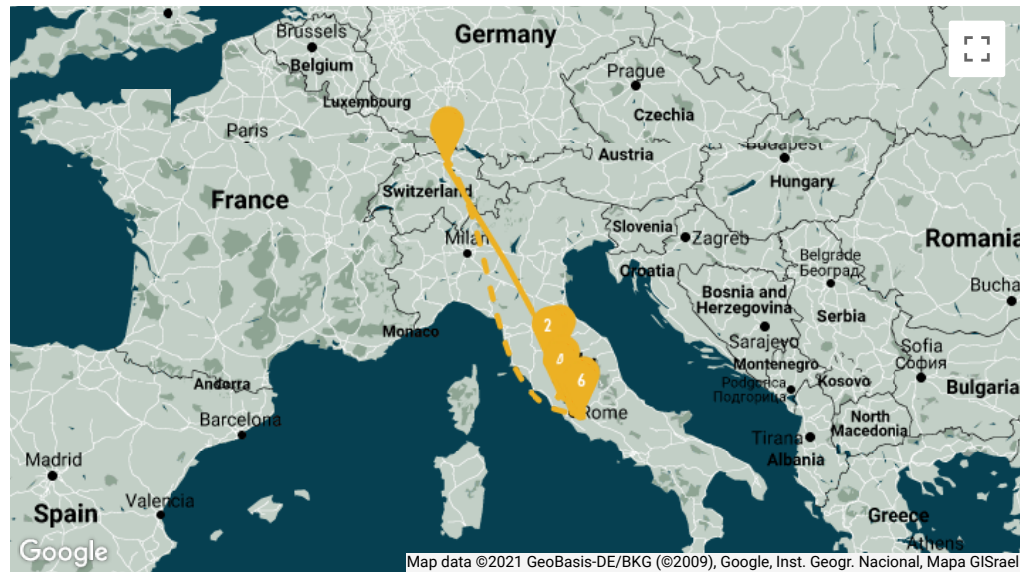 Brussels
Germany
Belgium
Prague
Luxembourg
Czechia
Paris
Austria
Budapest
Switzerland
Hungary
France
Slovenia
Milan
Zagreb
Romania
Belgrade
Београд
Croatia
Bucha
Bosnia and
Herzegovina
Serbia
2
Monaco
Sarajevo
Sofia
София
4
Montenegro
6
Andorra
Podgorica
Подгорица
Kosovo
Bulgaria
Rome
Barcelona
North
Macedonia
Tirana
Albania
Madrid
Valencia
Spain
Greece
Athens
Google
Map data ©2021 GeoBasis-DE/BKG (©2009), Google, Inst. Geogr. Nacional, Mapa GISrael